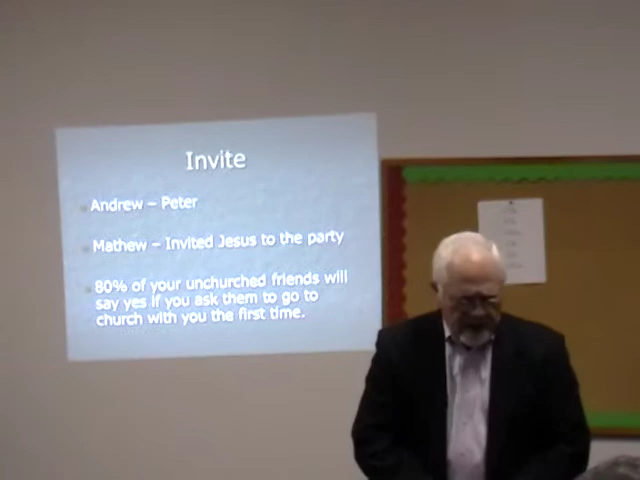 Invite
Andrew – Peter
Mathew – Invited Jesus to the party
80% of your unchurched friends will
say yes if you ask them to go to
church with you the first time.